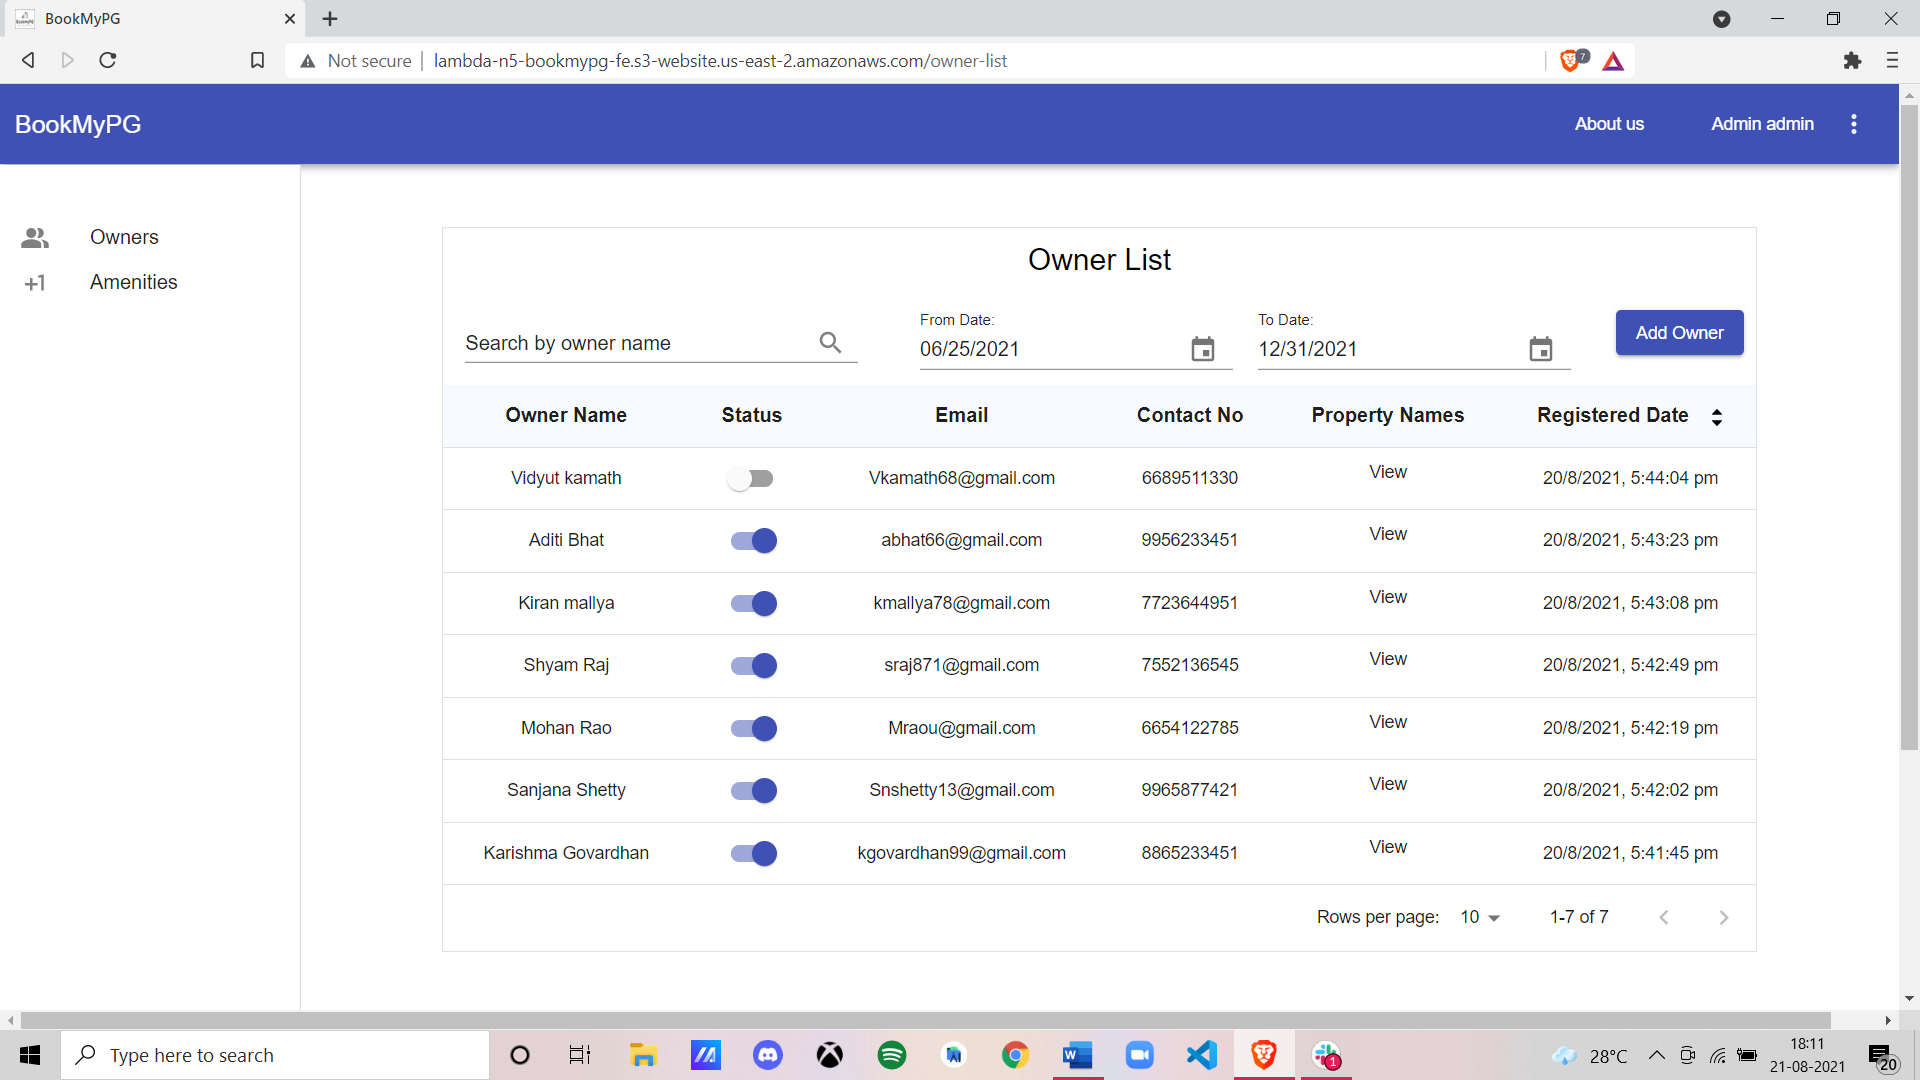 BookMyPG
Not secure | lambda-n5-bookmypg-fe.s3-website.us-east-2.amazonaws.com/owner-list
7
BookMyPG
About us
Admin admin
Owners
+1 Amenities
Owner List
Search by owner name
From Date:
06/25/2021
To Date:
12/31/2021
Add Owner
Owner Name Status Email Contact No Property Names Registered Date
Vidyut kamath Vkamath68@gmail.com 6689511330 View 20/8/2021, 5:44:04 pm
Aditi Bhat abhat66@gmail.com 9956233451 View 20/8/2021, 5:43:23 pm
Kiran mallya kmallya78@gmail.com 7723644951 View 20/8/2021, 5:43:08 pm
Shyam Raj sraj871@gmail.com 7552136545 View 20/8/2021, 5:42:49 pm
Mohan Rao Mraou@gmail.com 6654122785 View 20/8/2021, 5:42:19 pm
Sanjana Shetty Snshetty13@gmail.com 9965877421 View 20/8/2021, 5:42:02 pm
Karishma Govardhan kgovardhan99@gmail.com 8865233451 View 20/8/2021, 5:41:45 pm
Rows per page: 10 1-7 of 7
Type here to search
W
1
28°C
18:11
21-08-2021
20